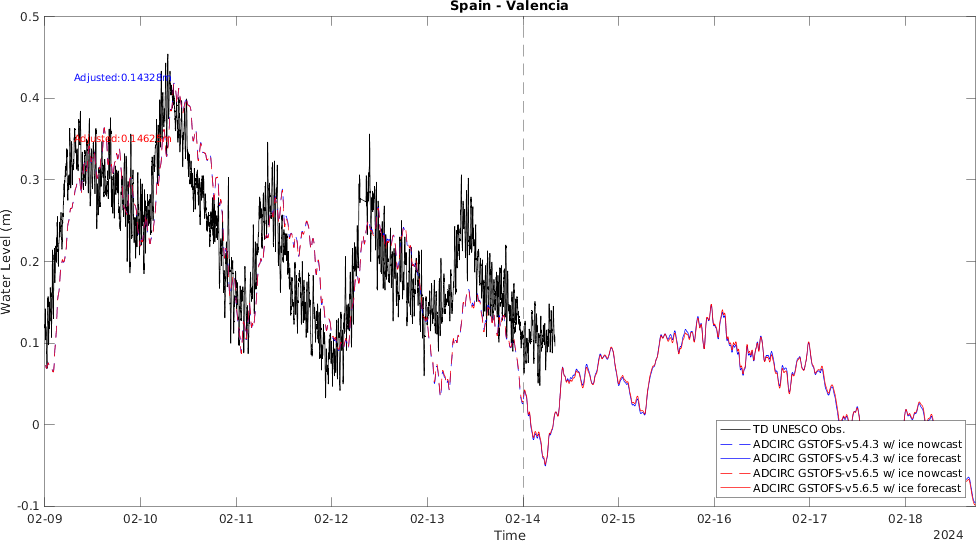 Spain - Valencia
0.5
0.4
0.3
0.2
0.1
0
-0.1
Water Level (m)
Adjusted:0.14328m
TD UNESCO Obs.
ADCIRC GSTOFS-v5.4.3 w/ ice nowcast
ADCIRC GSTOFS-v5.4.3 w/ ice forecast
ADCIRC GSTOFS-v5.6.5 w/ ice nowcast
ADCIRC GSTOFS-v5.6.5 w/ ice forecast
02-09 02-10 02-11 02-12 02-13 02-14 02-15 02-16 02-17 02-18
Time
2024